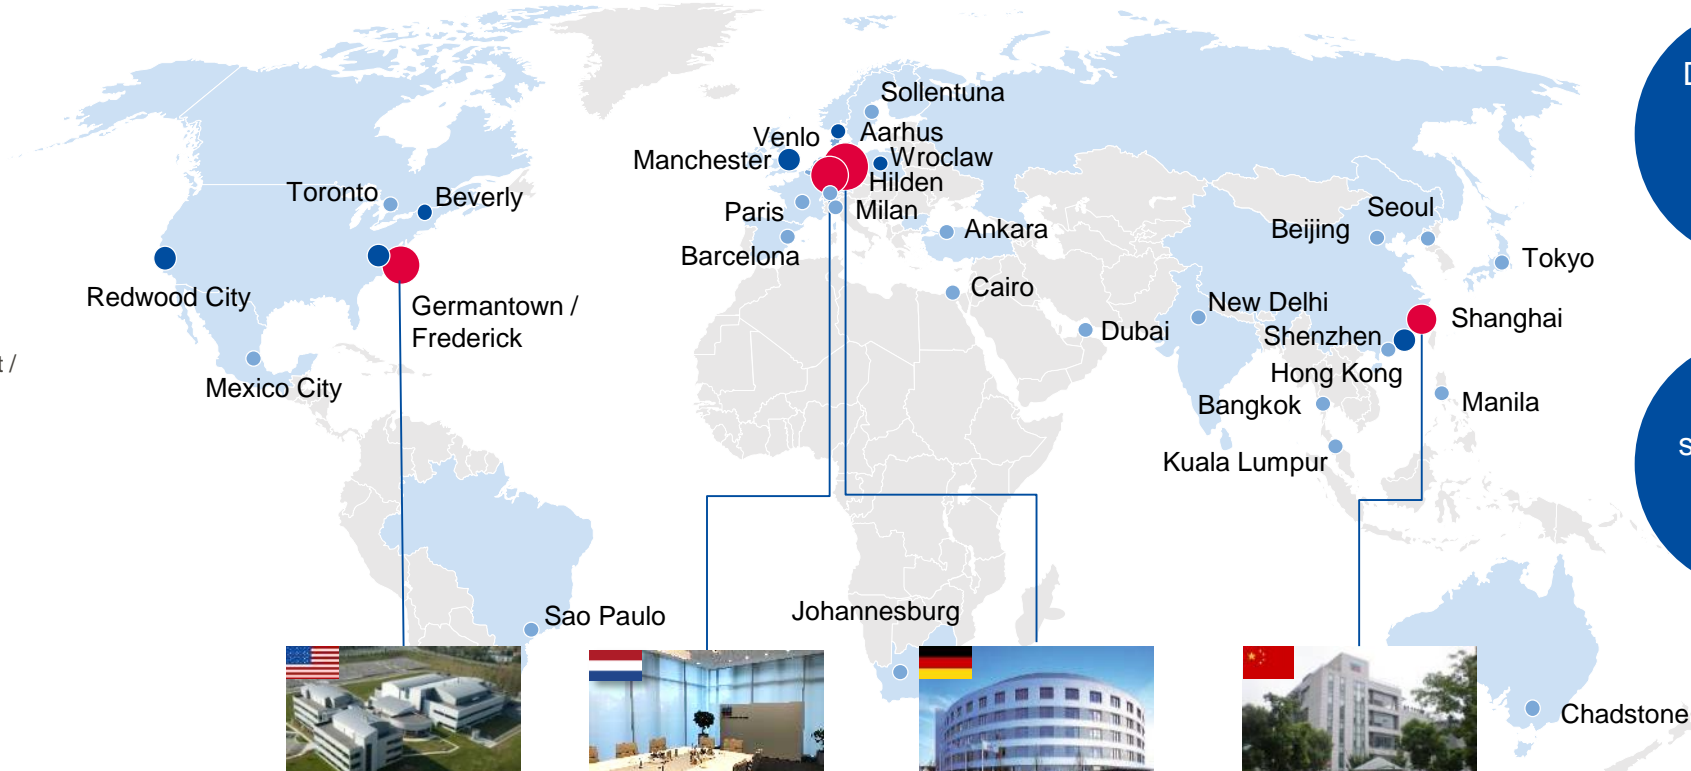 Sollentuna
Venlo
Aarhus
Manchester
Wroclaw
Hilden
Toronto
Beverly
Paris
Milan
Seoul
Barcelona
Ankara
Beijing
Tokyo
Redwood City
Cairo
Germantown /
Frederick
New Delhi
Dubai
Shenzhen
Shanghai
t /
Mexico City
Hong Kong
Bangkok
Manila
Kuala Lumpur
Sao Paulo
Johannesburg
Chadstone
D
s